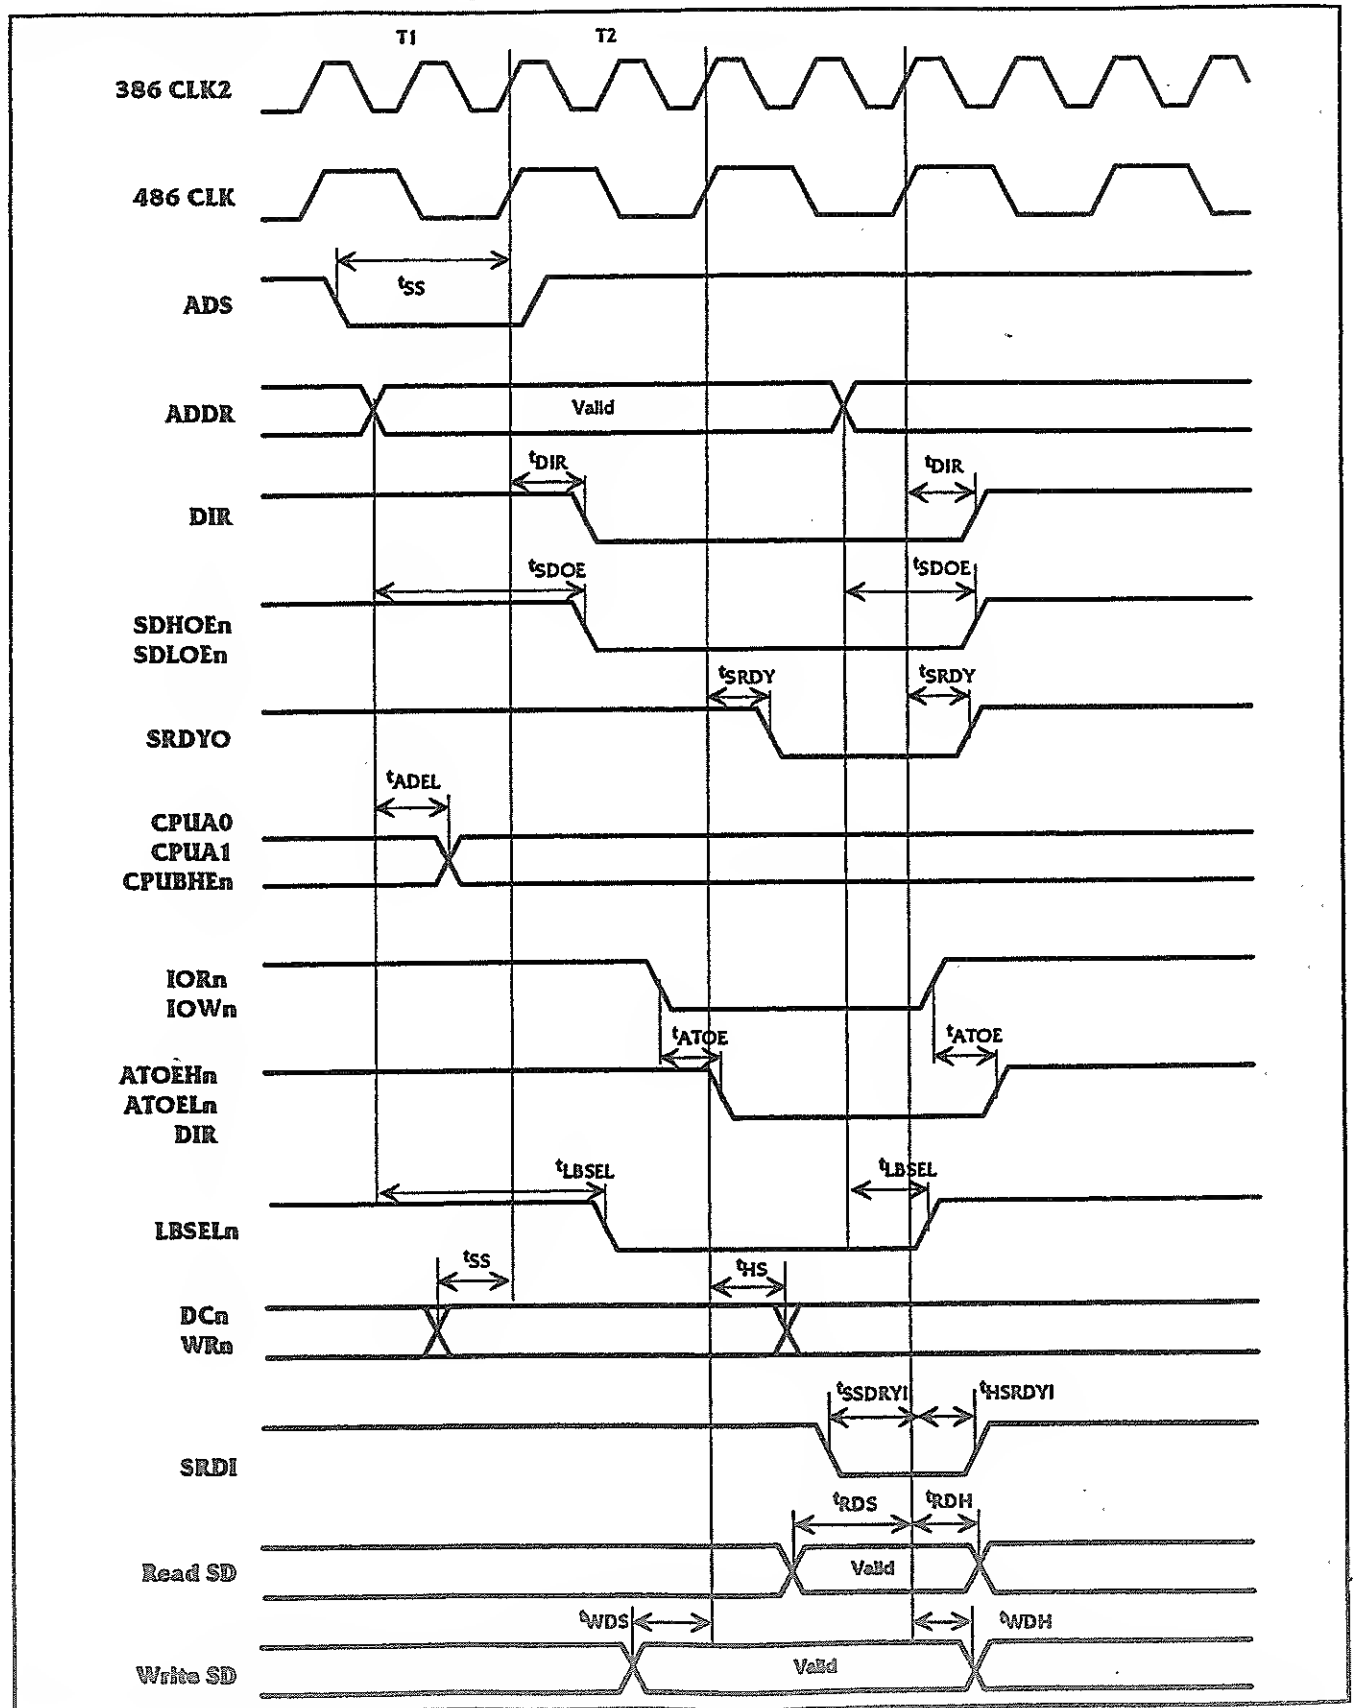 T1 T2
386 CLK2
486 CLK
tSS
ADS
ADDR Valid
tDIR tDIR
DIR
tSDOE tSDOE
SDHOEn
SDLOEn
tSRDY tSRDY
SRDYO
tADEL
CPUA0
CPUA1
CPUBHEn
IORn
IOWn
tATOE tATOE
ATOEHn
ATOELn
DIR
tLBSEL tLBSEL
LBSELn
tSS tHS
DCn
WRn
tSSDRYI tHSRDYI
SRDI
tRDS tRDH
Read SD Valid
tWDS tWDH
Write SD Valid